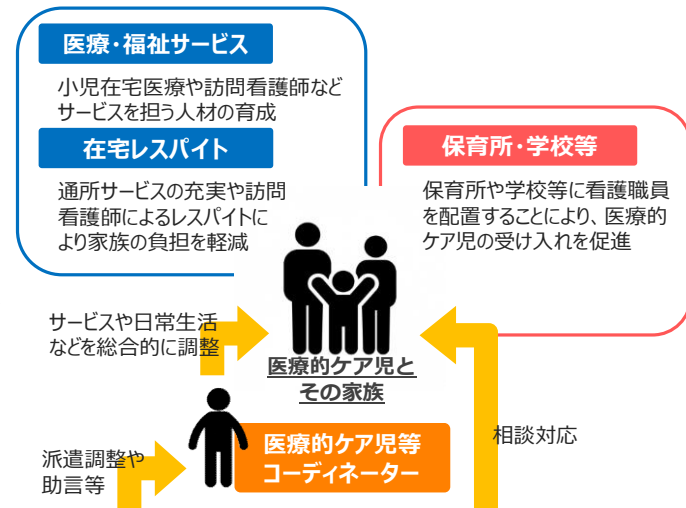 医療・福祉サービス
小児在宅医療や訪問看護師など
サービスを担う人材の育成
在宅レスパイト
通所サービスの充実や訪問
看護師によるレスパイトに
より家族の負担を軽減
保育所・学校等
保育所や学校等に看護職員
を配置することにより、医療的
ケア児の受け入れを促進
サービスや日常生活
などを総合的に調整
医療的ケア児と
その家族
医療的ケア児等
コーディネーター
相談対応
派遣調整や
助言等